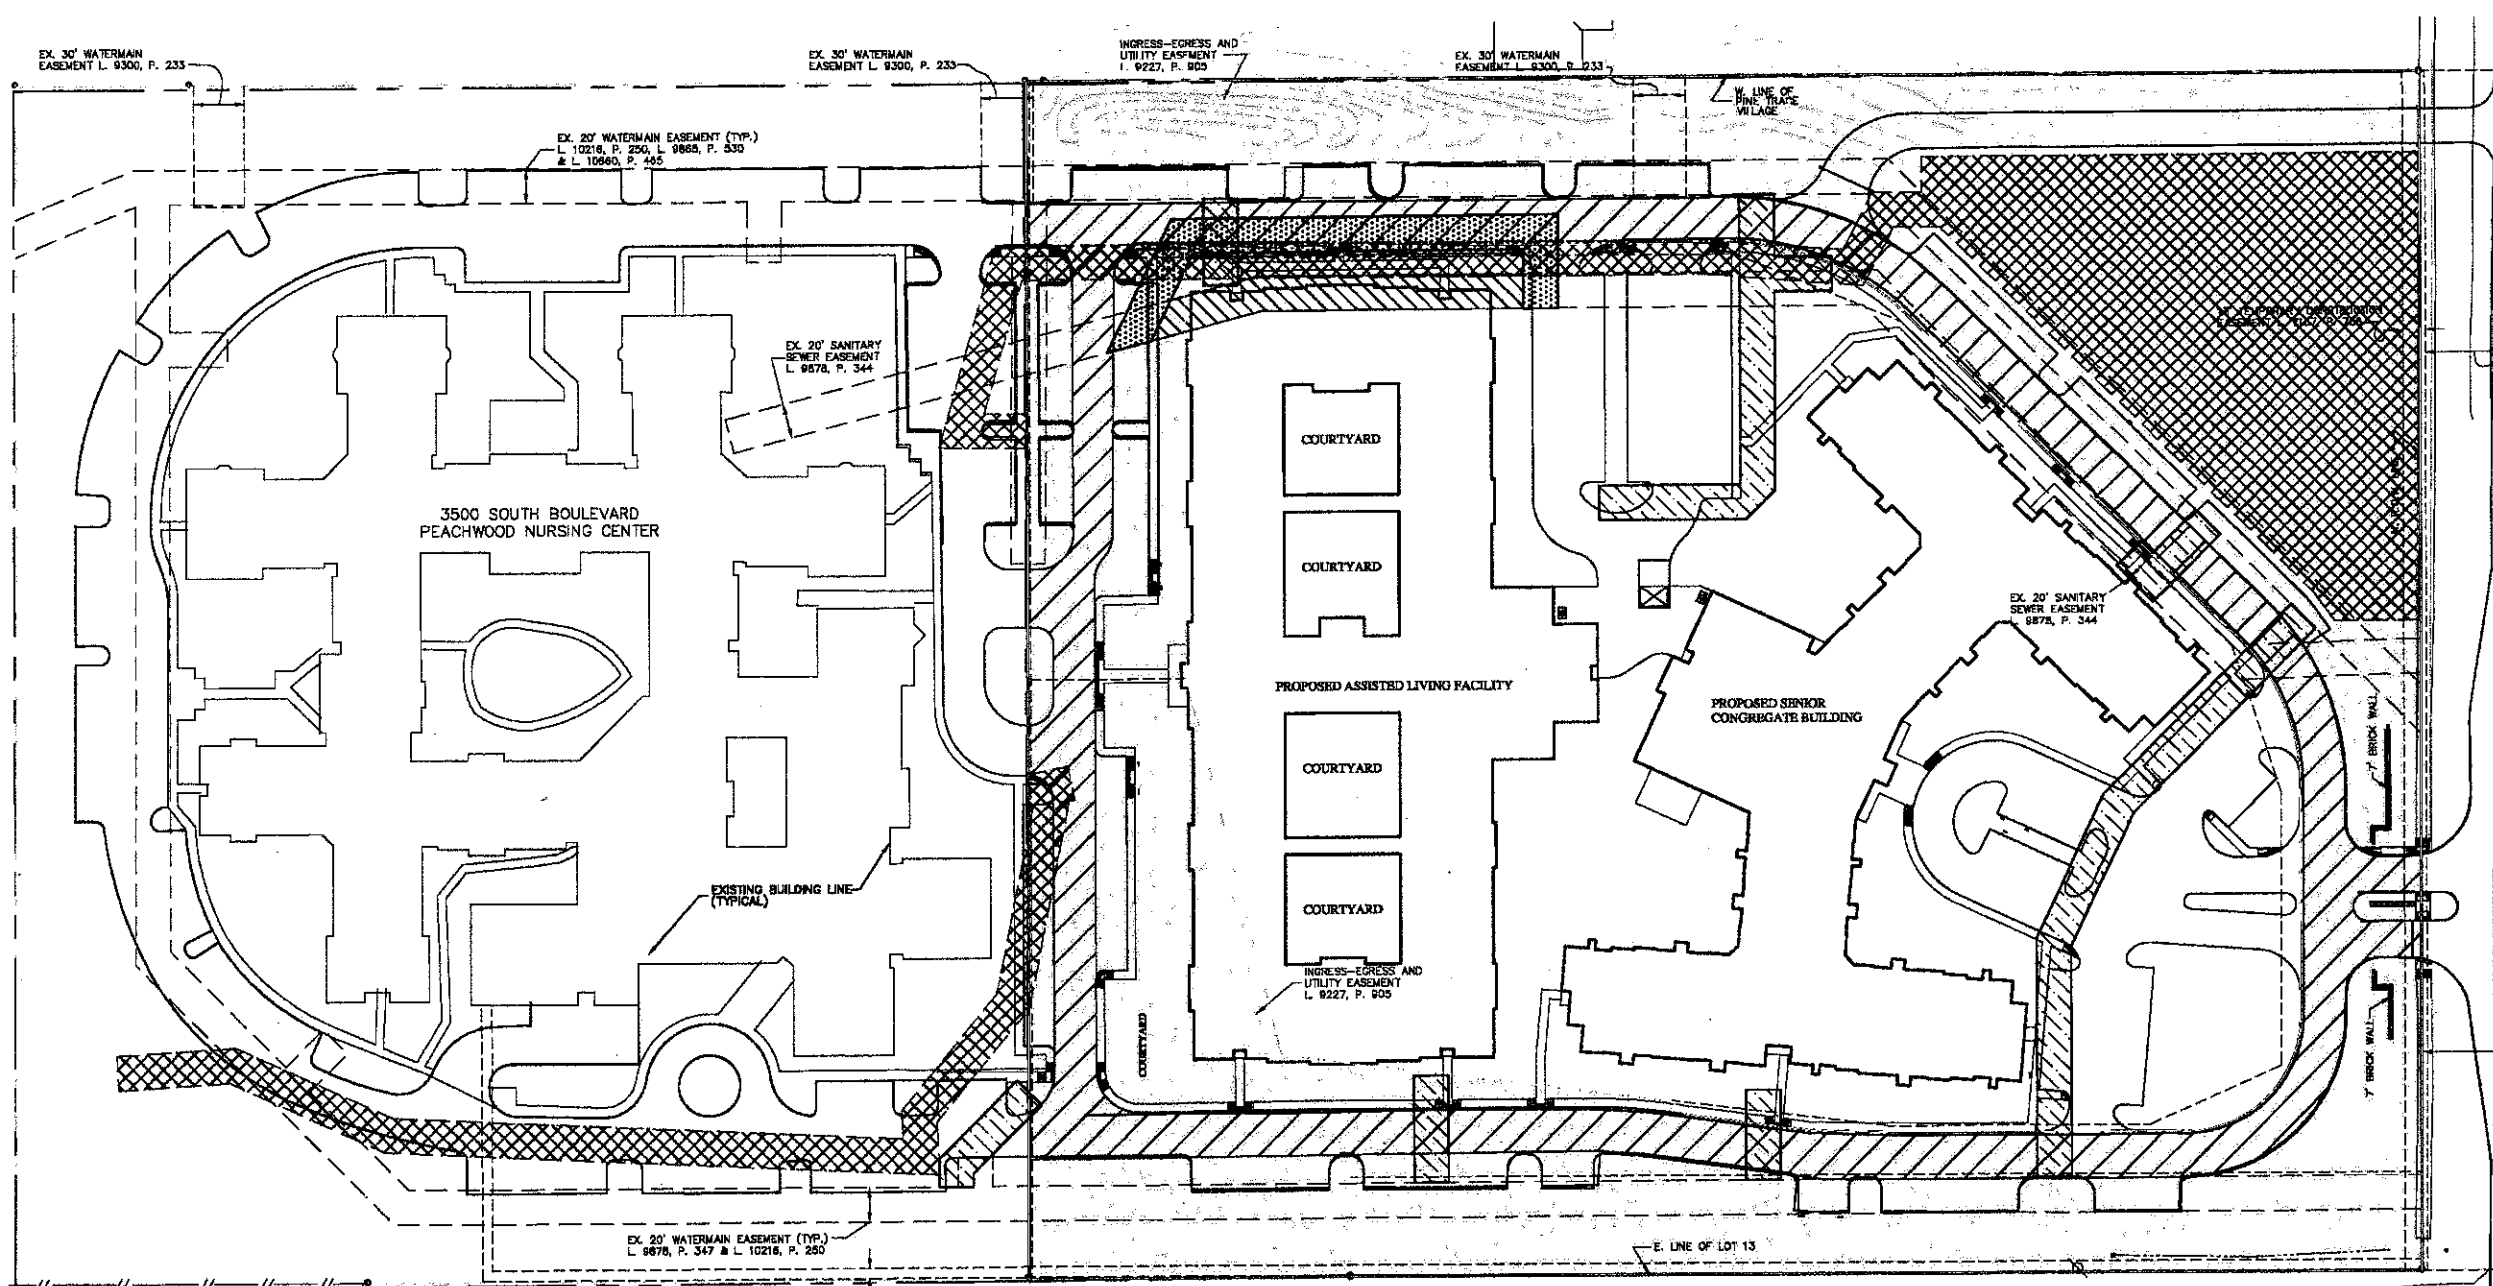 EX. 30' WATERMAIN
EASEMENT L. 9300, P. 233
EX. 30' WATERMAIN
EASEMENT L. 9300, P. 233
INGRESS-EGRESS AND
UTILITY EASEMENT
L. 9227, P. 905
EX. 30' WATERMAIN
EASEMENT L. 9300, P. 233
W. LINE OF
PINE TRACE
VILLAGE
EX. 20' WATERMAIN EASEMENT (TYP.)
L. 10216, P. 250, L. 9865, P. 530
& L. 10660, P. 465
EX. 20' SANITARY
SEWER EASEMENT
L. 9878, P. 344
COURTYARD
3500 SOUTH BOULEVARD
PEACHWOOD NURSING CENTER
COURTYARD
EX. 20' SANITARY
SEWER EASEMENT
L. 9878, P. 344
PROPOSED ASSISTED LIVING FACILITY
PROPOSED SENIOR
CONGREGATE BUILDING
7' BRICK WALL
COURTYARD
EXISTING BUILDING LINE
(TYPICAL)
COURTYARD
INGRESS-EGRESS AND
UTILITY EASEMENT
L. 9227, P. 905
COURTYARD
7' BRICK WALL
EX. 20' WATERMAIN EASEMENT (TYP.)
L. 9878, P. 347 & L. 10216, P. 250
E. LINE OF LOT 13